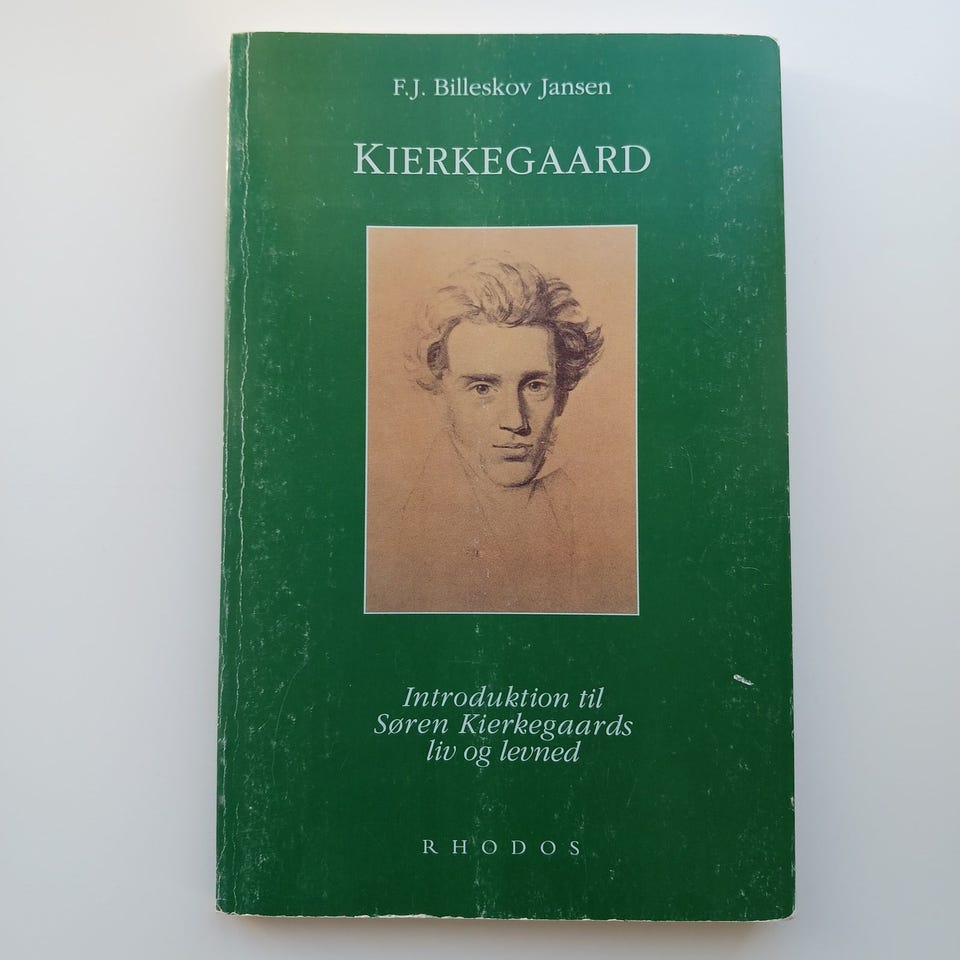 F.J. Billeskov Jansen
KIERKEGAARD
Introduktion til
Søren Kierkegaards
liv og levned
RHODOS